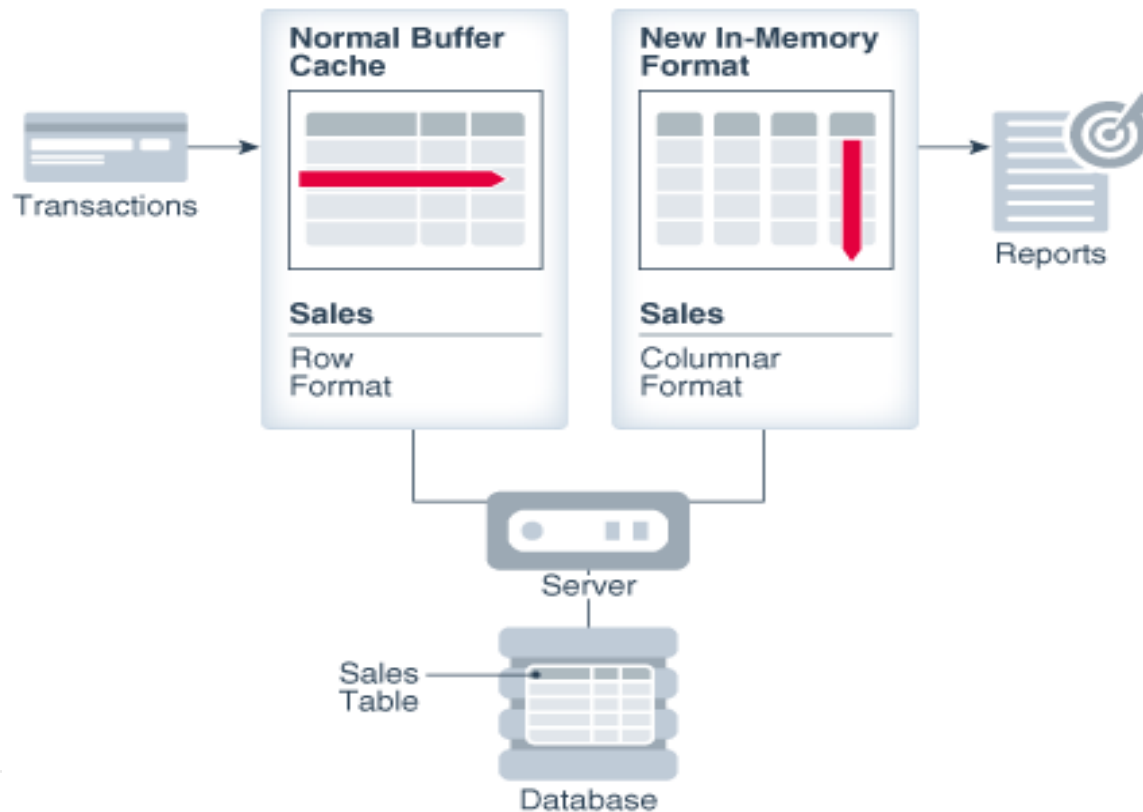 Normal Buffer
Cache
New In-Memory
Format
Transactions
Reports
Sales
Row
Format
Sales
Columnar
Format
Server
Sales
Table
Database